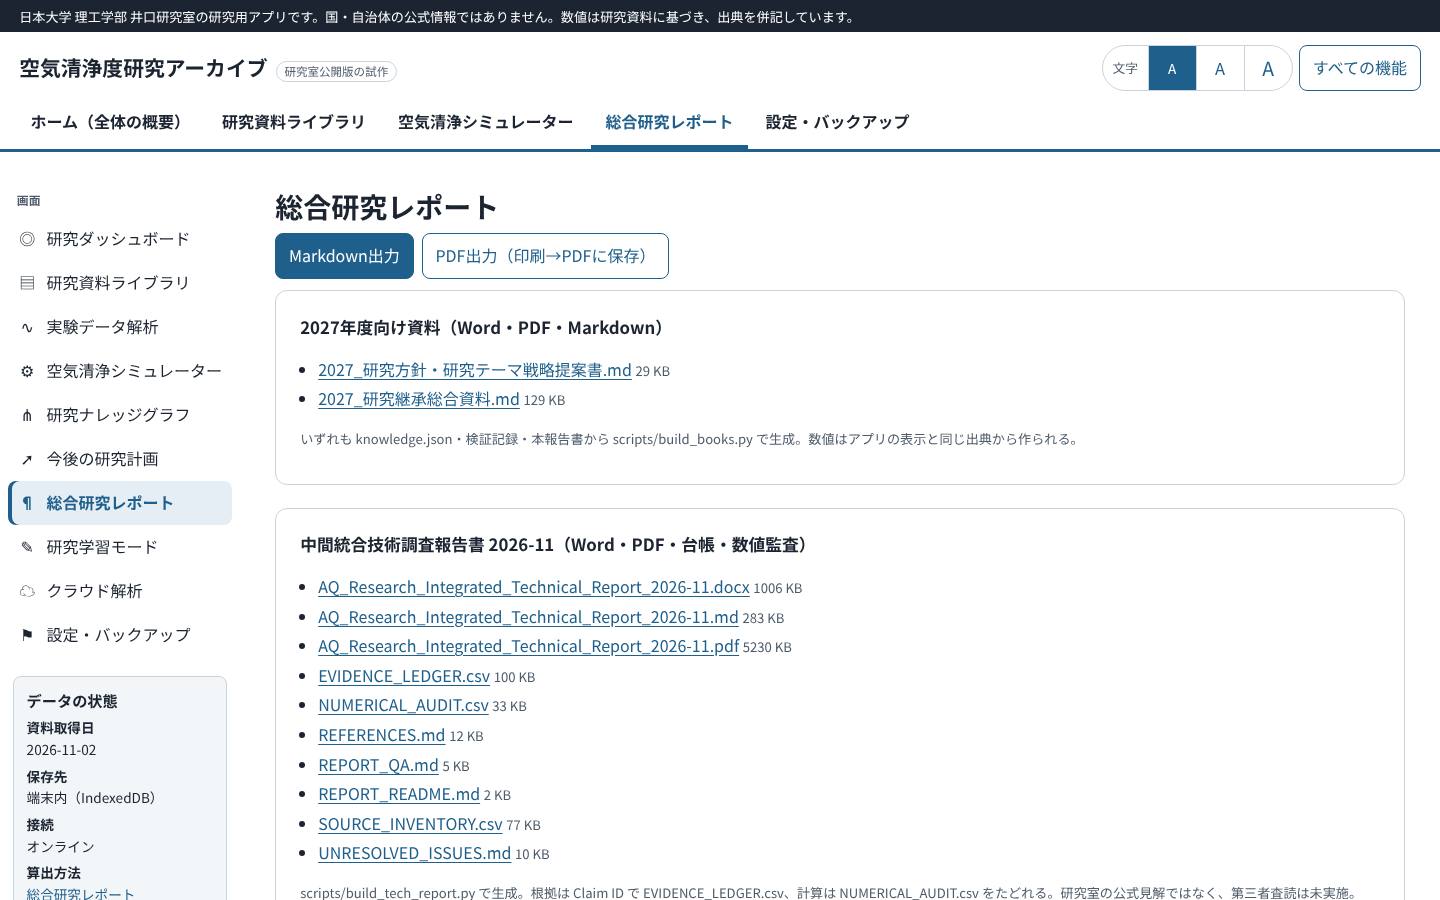 日本大学 理工学部 井口研究室の研究用アプリです。国・自治体の公式情報ではありません。数値は研究資料に基づき、出典を併記しています。
空気清浄度研究アーカイブ 研究室公開版の試作
文字 A A A すべての機能
ホーム（全体の概要） 研究資料ライブラリ 空気清浄シミュレーター 総合研究レポート 設定・バックアップ
画面
◎ 研究ダッシュボード
▤ 研究資料ライブラリ
∿ 実験データ解析
⚙ 空気清浄シミュレーター
⋔ 研究ナレッジグラフ
➚ 今後の研究計画
¶ 総合研究レポート
✎ 研究学習モード
クラウド解析
⚑ 設定・バックアップ
データの状態
資料取得日
2026-11-02
保存先
端末内（IndexedDB）
接続
オンライン
算出方法
総合研究レポート
総合研究レポート
Markdown出力 PDF出力（印刷→PDFに保存）
2027年度向け資料（Word・PDF・Markdown）
2027_研究方針・研究テーマ戦略提案書.md 29 KB
2027_研究継承総合資料.md 129 KB
いずれも knowledge.json・検証記録・本報告書から scripts/build_books.py で生成。数値はアプリの表示と同じ出典から作られる。
中間統合技術調査報告書 2026-11（Word・PDF・台帳・数値監査）
AQ_Research_Integrated_Technical_Report_2026-11.docx 1006 KB
AQ_Research_Integrated_Technical_Report_2026-11.md 283 KB
AQ_Research_Integrated_Technical_Report_2026-11.pdf 5230 KB
EVIDENCE_LEDGER.csv 100 KB
NUMERICAL_AUDIT.csv 33 KB
REFERENCES.md 12 KB
REPORT_QA.md 5 KB
REPORT_README.md 2 KB
SOURCE_INVENTORY.csv 77 KB
UNRESOLVED_ISSUES.md 10 KB
scripts/build_tech_report.py で生成。根拠は Claim ID で EVIDENCE_LEDGER.csv、計算は NUMERICAL_AUDIT.csv をたどれる。研究室の公式見解ではなく、第三者査読は未実施。